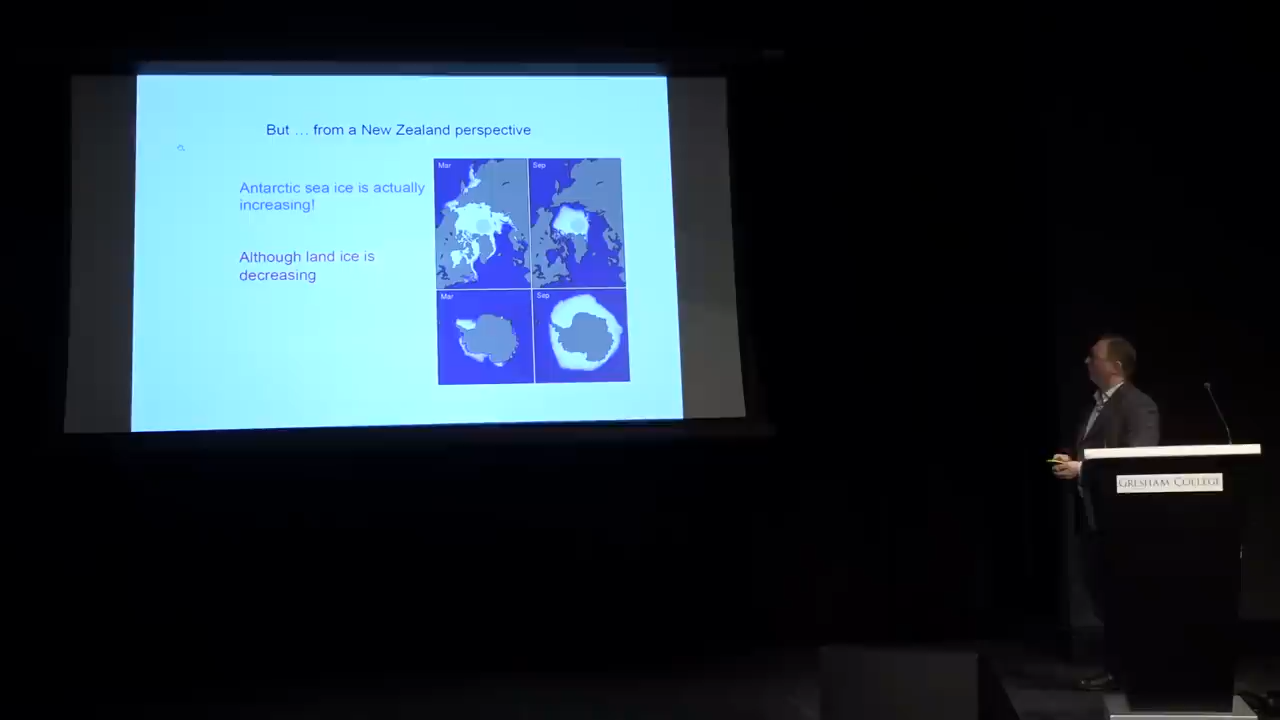 But … from a New Zealand perspective
Antarctic sea ice is actually
increasing!
Although land ice is
decreasing
Mar
Sep
Mar
Sep
GRESHAM COLLEGE